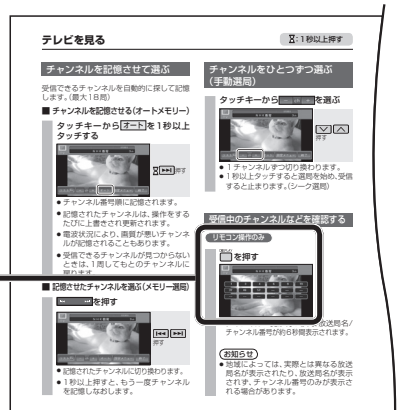 テレビを見る
：1秒以上押す
チャンネルを記憶させて選ぶ
受信できるチャンネルを自動的に探して記憶
します。(最大18局)
■ チャンネルを記憶させる(オートメモリー)
タッチキーからオートを1秒以上
タッチする
押す
● チャンネル番号順に記憶されます。
● 記憶されたチャンネルは、操作をする
たびに上書きされ更新されます。
● 電波状況により、画質が悪いチャンネ
ルが記憶されることもあります。
● 受信できるチャンネルが見つからない
ときは、1周してもとのチャンネルに
戻ります。
■ 記憶させたチャンネルを選ぶ(メモリー選局)
を押す
押す
● 記憶されたチャンネルに切り換わります。
● 1秒以上押すと、もう一度チャンネル
を記憶しなおします。
チャンネルをひとつずつ選ぶ
(手動選局)
タッチキーから を選ぶ
押す
● 1チャンネルずつ切り換わります。
● 1秒以上タッチすると選局を始め、受信
すると止まります。(シーク選局)
受信中のチャンネルなどを確認する
リモコン操作のみ
を押す
放送局名/
チャンネル番号が約6秒間表示されます。
お知らせ
● 地域によっては、実際とは異なる放送
局名が表示されたり、放送局名が表示
されず、チャンネル番号のみが表示さ
れる場合があります。